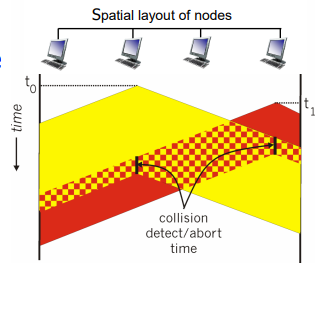 Spatial layout of nodes
t0
t1
time
collision
detect/abort
time